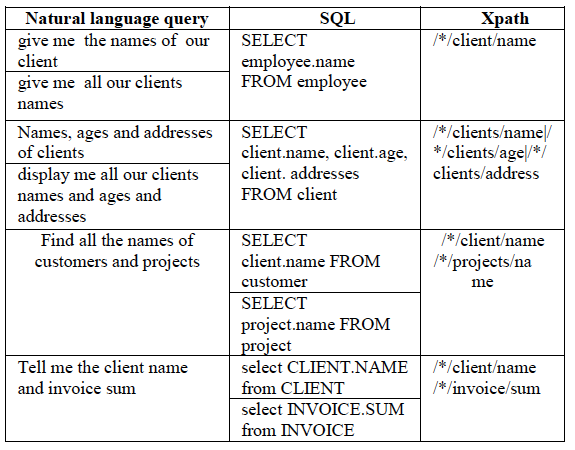 Natural language query SQL Xpath
give me the names of our
client
give me all our clients
names
SELECT
employee.name
FROM employee
/*/client/name
Names, ages and addresses
of clients
display me all our clients
names and ages and
addresses
SELECT
client.name, client.age,
client. addresses
FROM client
/*/clients/name|/
*/clients/age|/*/
clients/address
Find all the names of
customers and projects
SELECT
client.name FROM
customer
SELECT
project.name FROM
project
/*/client/name
/*/projects/na
me
Tell me the client name
and invoice sum
select CLIENT.NAME
from CLIENT
select INVOICE.SUM
from INVOICE
/*/client/name
/*/invoice/sum